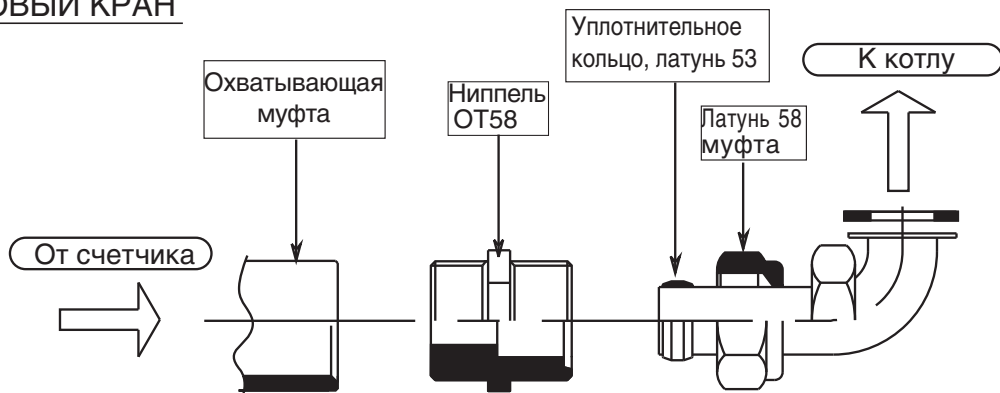 ОВЫЙ КРАН
Уплотнительное
кольцо, латунь 53
К котлу
Охватывающая
муфта
Ниппель
ОТ58
Латунь 58
муфта
От счетчика